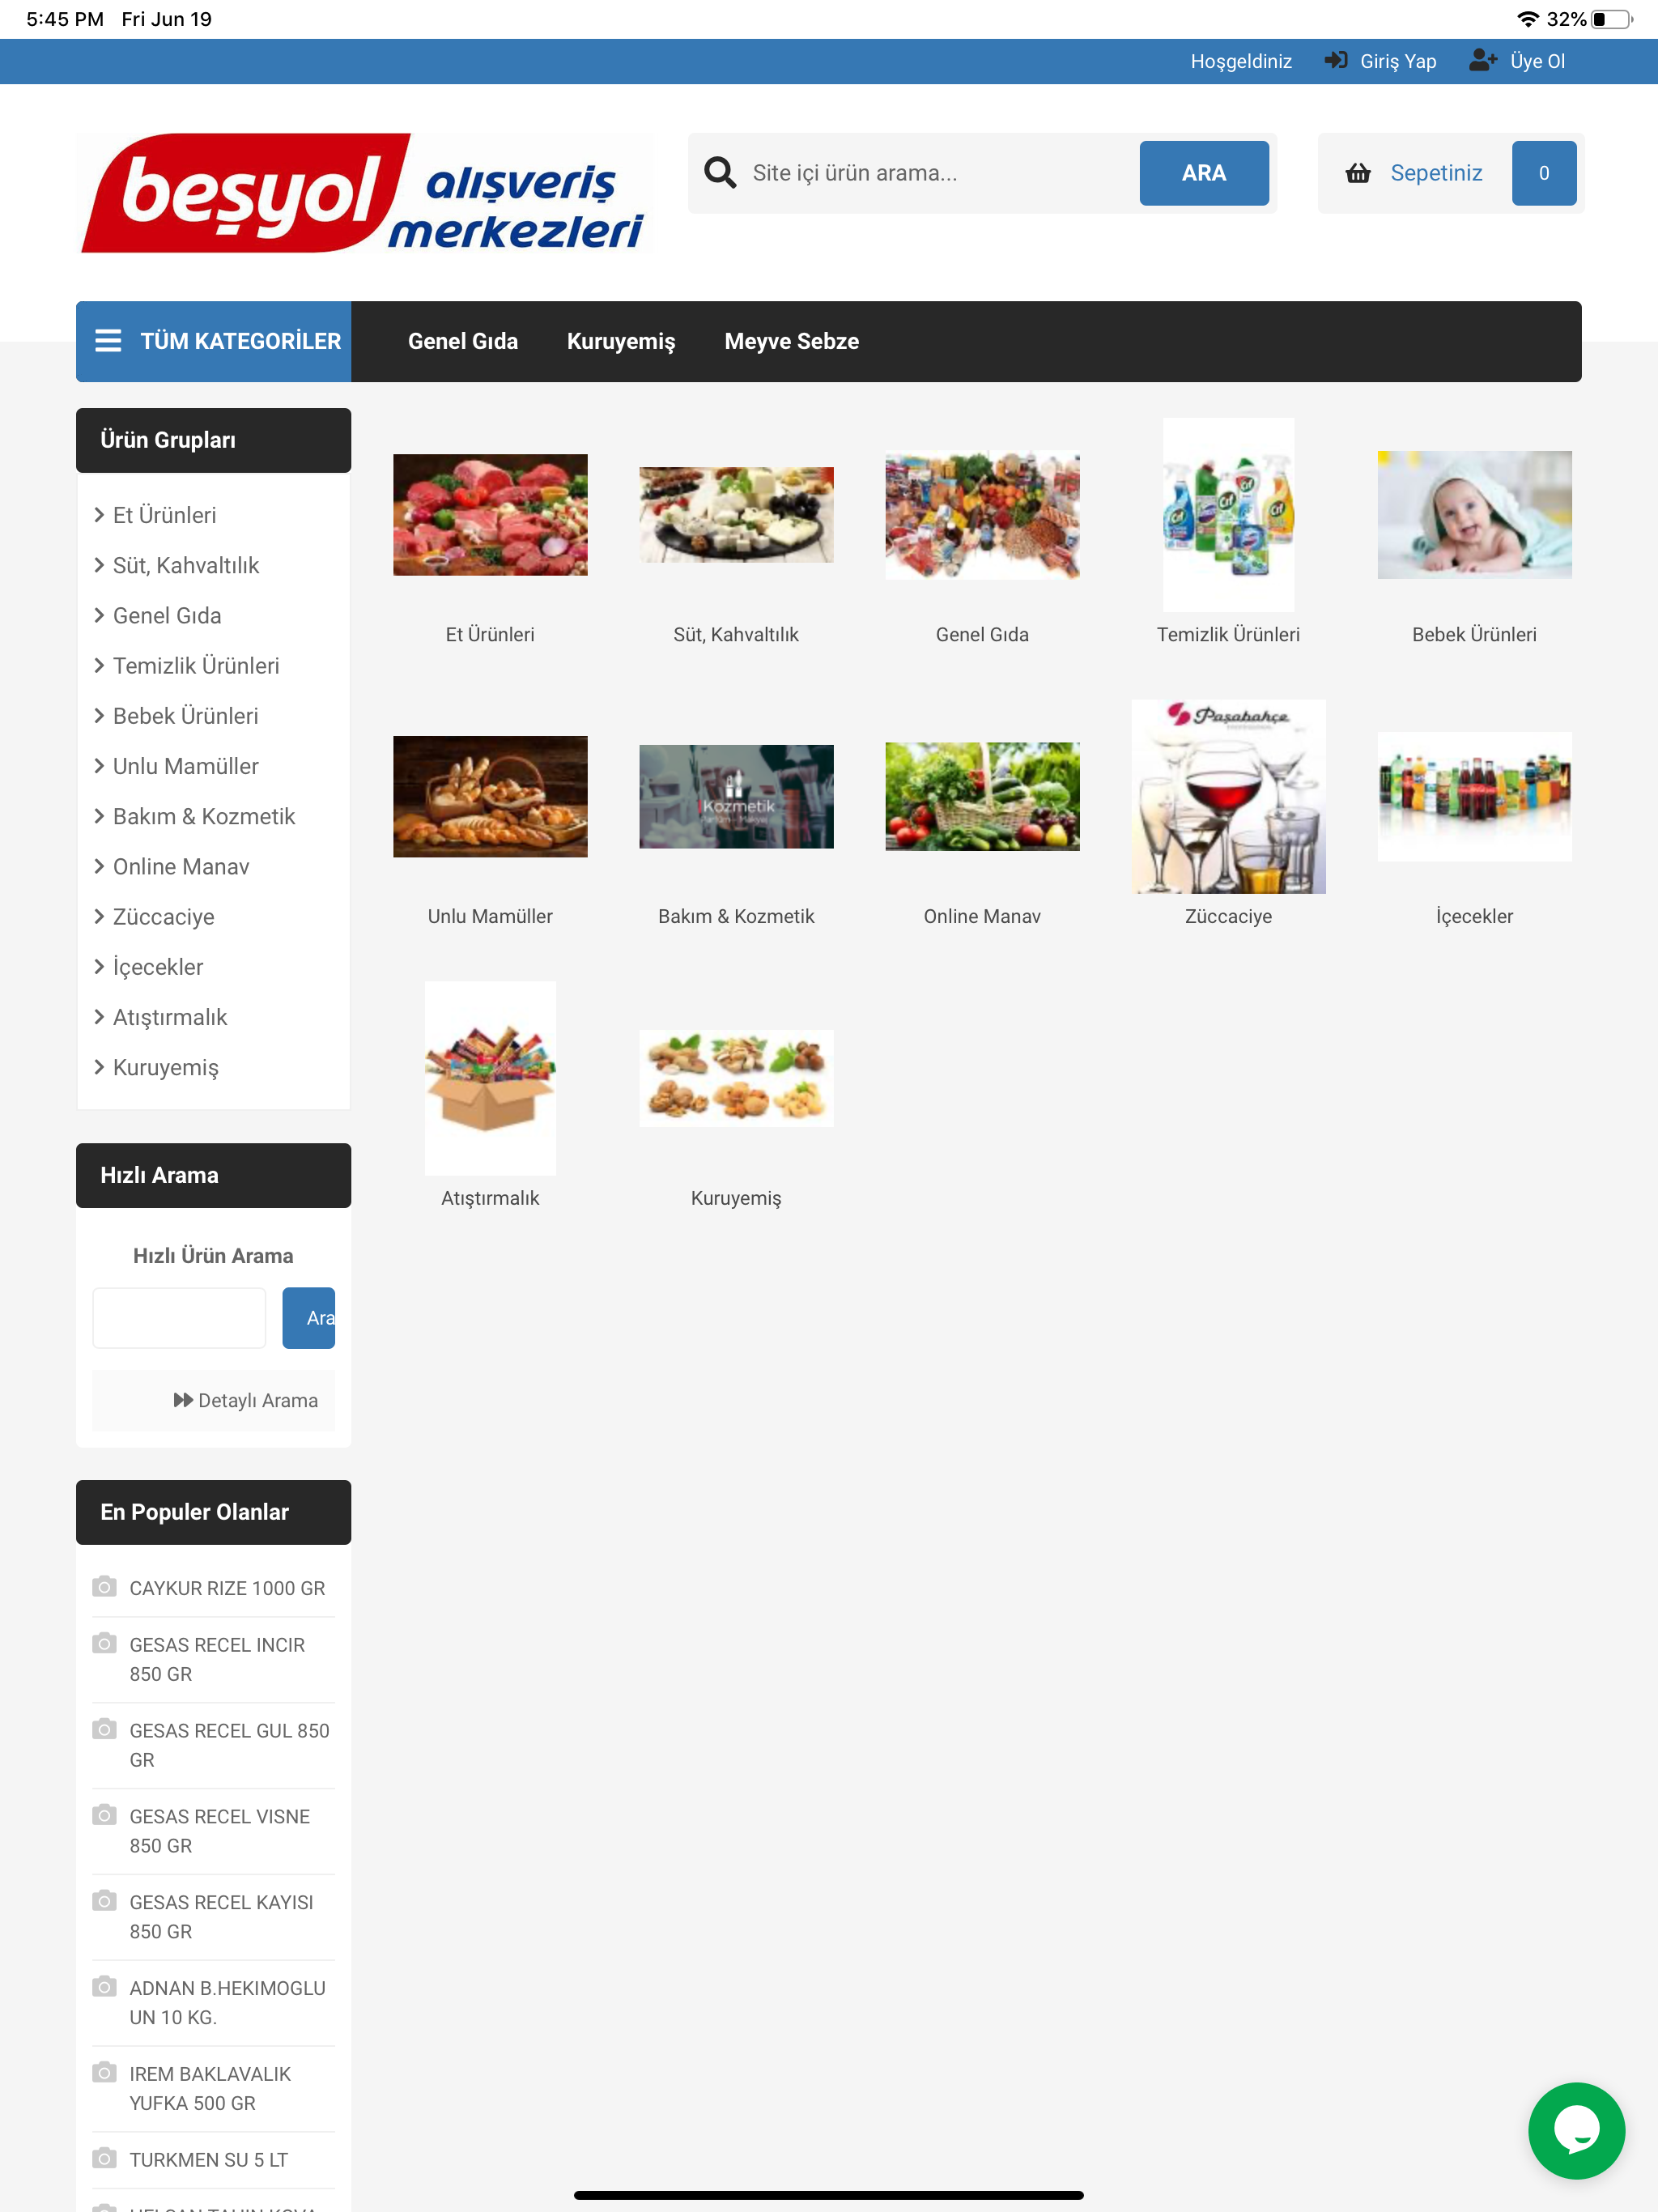 5:45 PM Fri Jun 19 32%
Hoşgeldiniz Giriş Yap Üye Ol
beşyol alışveriş merkezleri
Site içi ürün arama... ARA Sepetiniz 0
TÜM KATEGORİLER Genel Gıda Kuruyemiş Meyve Sebze
Ürün Grupları
Et Ürünleri
Süt, Kahvaltılık
Genel Gıda
Temizlik Ürünleri
Bebek Ürünleri
Unlu Mamüller
Bakım & Kozmetik
Online Manav
Züccaciye
İçecekler
Atıştırmalık
Kuruyemiş
Cif Cif Cif
Et Ürünleri Süt, Kahvaltılık Genel Gıda Temizlik Ürünleri Bebek Ürünleri
Paşabahçe
Kozmetik
Unlu Mamüller Bakım & Kozmetik Online Manav Züccaciye İçecekler
Atıştırmalık Kuruyemiş
Hızlı Arama
Hızlı Ürün Arama
Ara
Detaylı Arama
En Populer Olanlar
CAYKUR RIZE 1000 GR
GESAS RECEL INCIR
850 GR
GESAS RECEL GUL 850
GR
GESAS RECEL VISNE
850 GR
GESAS RECEL KAYISI
850 GR
ADNAN B.HEKIMOGLU
UN 10 KG.
IREM BAKLAVALIK
YUFKA 500 GR
TURKMEN SU 5 LT